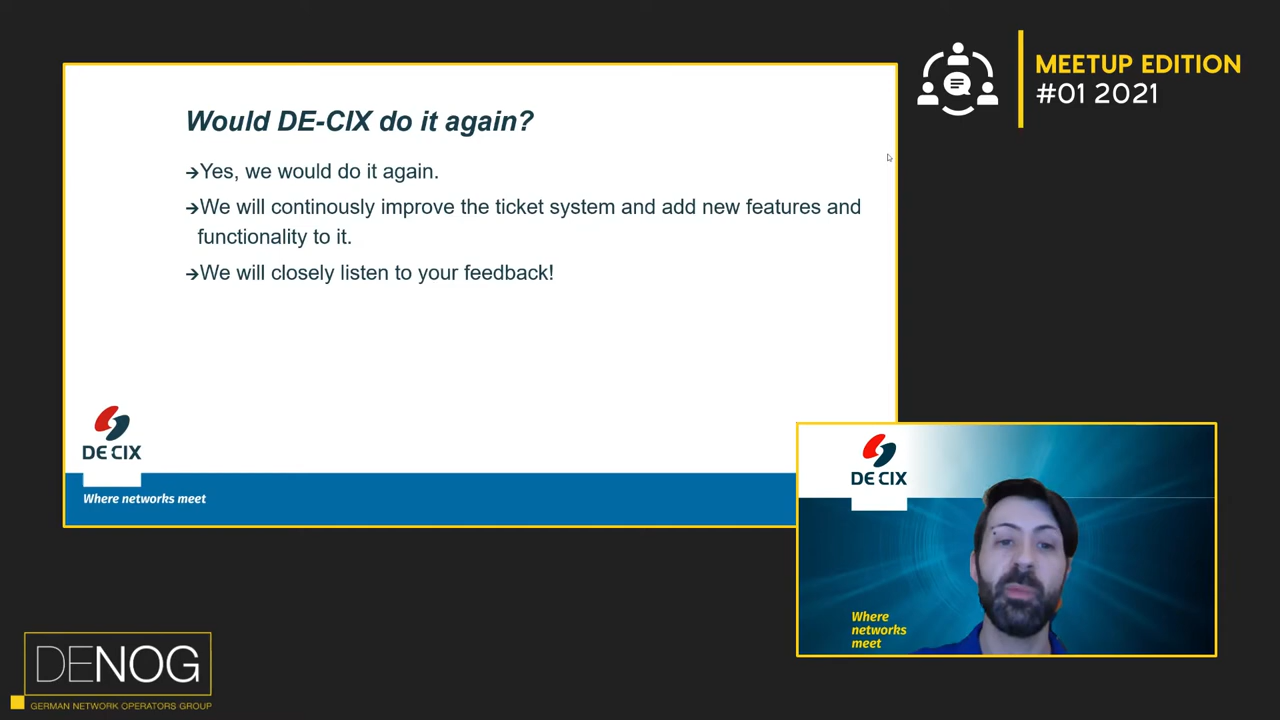 MEETUP EDITION
#01 2021
Would DE-CIX do it again?
→Yes, we would do it again.
→We will continously improve the ticket system and add new features and
functionality to it.
→We will closely listen to your feedback!
DE CIX
Where networks meet
DE CIX
Where
networks
meet
DENOG
GERMAN NETWORK OPERATORS GROUP